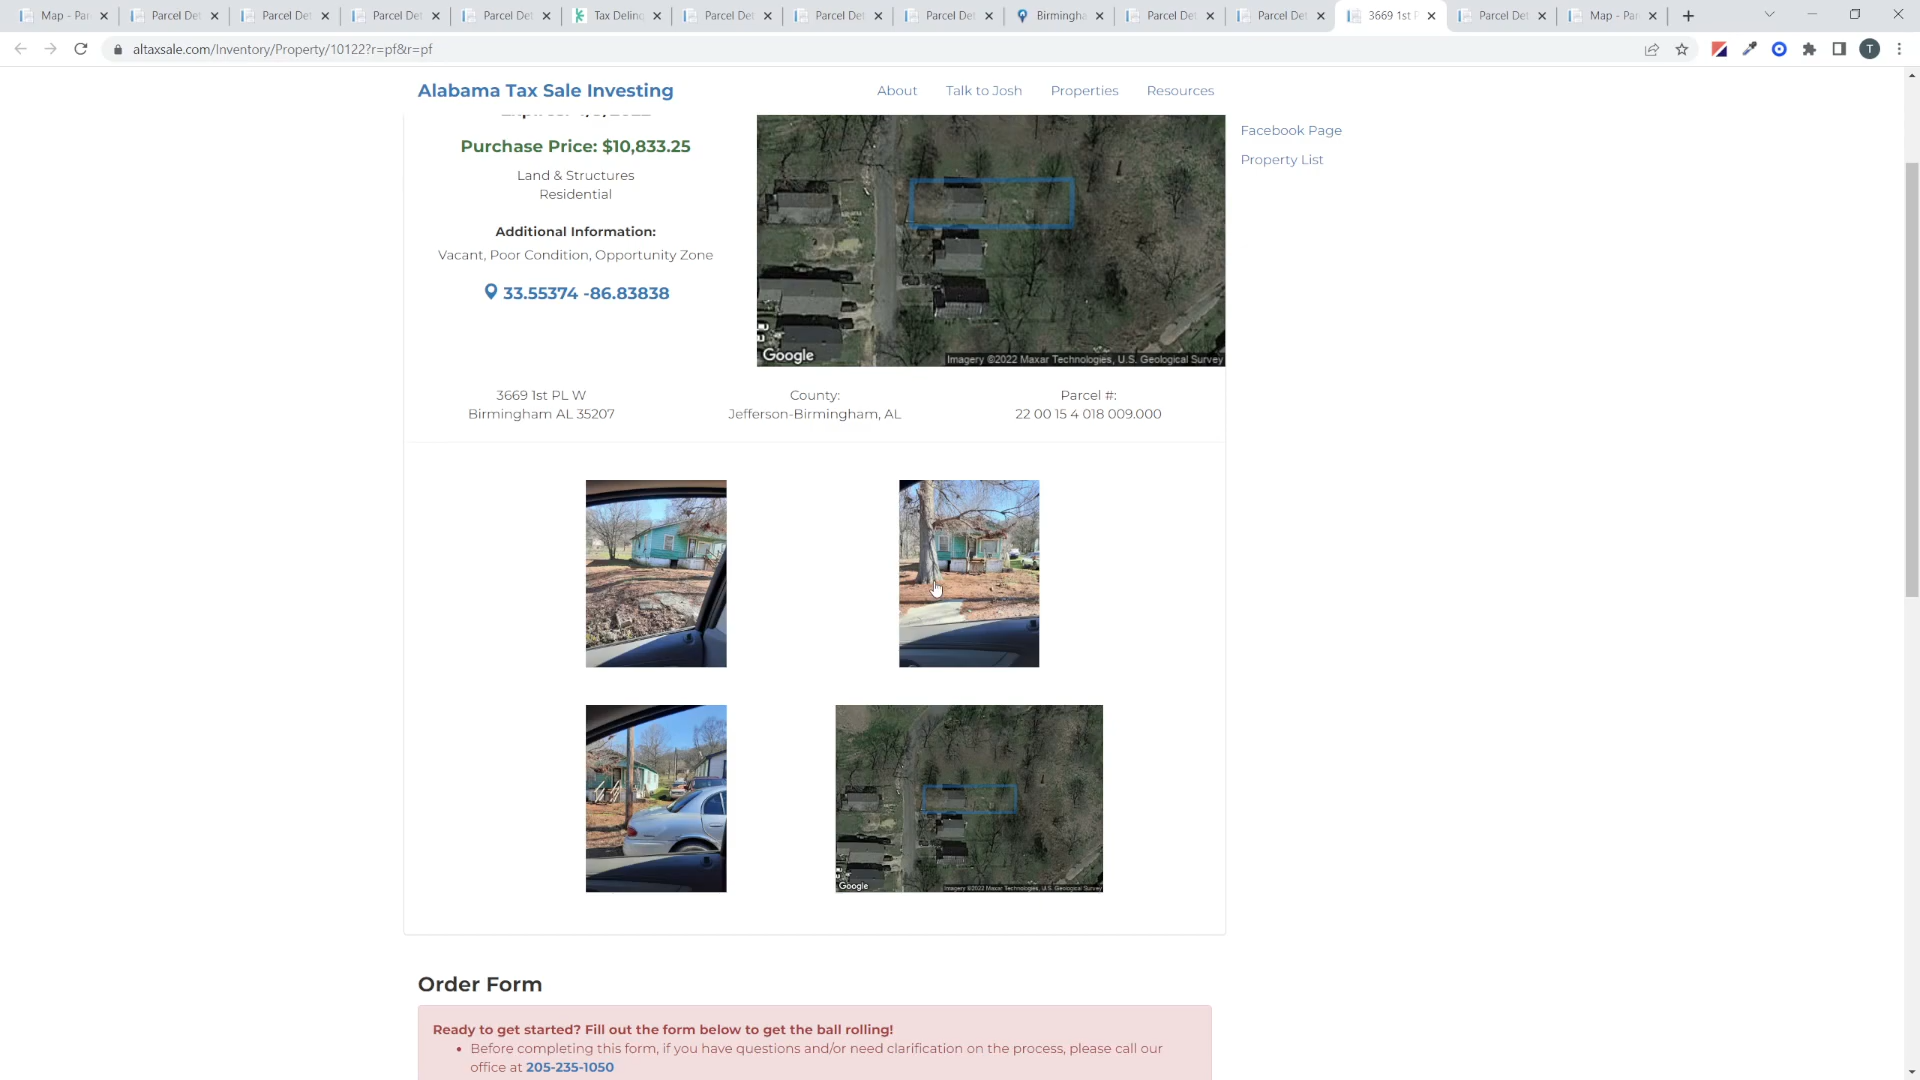 Map - Par
Parcel Det
Parcel Det
Parcel Det
Parcel Det
Tax Delinq
Parcel Det
Parcel Det
Parcel Det
Birmingha
Parcel Det
Parcel Det
3669 1st P
Parcel Det
Map - Par
altaxsale.com/Inventory/Property/10122?r=pf&r=pf
T
Alabama Tax Sale Investing
About
Talk to Josh
Properties
Resources
Facebook Page
Property List
Purchase Price: $10,833.25
Land & Structures
Residential
Additional Information:
Vacant, Poor Condition, Opportunity Zone
33.55374 -86.83838
Google
Imagery ©2022 Maxar Technologies, U.S. Geological Survey
3669 1st PL W
Birmingham AL 35207
County:
Jefferson-Birmingham, AL
Parcel #:
22 00 15 4 018 009.000
Google
Imagery ©2022 Maxar Technologies, U.S. Geological Survey
Order Form
Ready to get started? Fill out the form below to get the ball rolling!
• Before completing this form, if you have questions and/or need clarification on the process, please call our
office at 205-235-1050